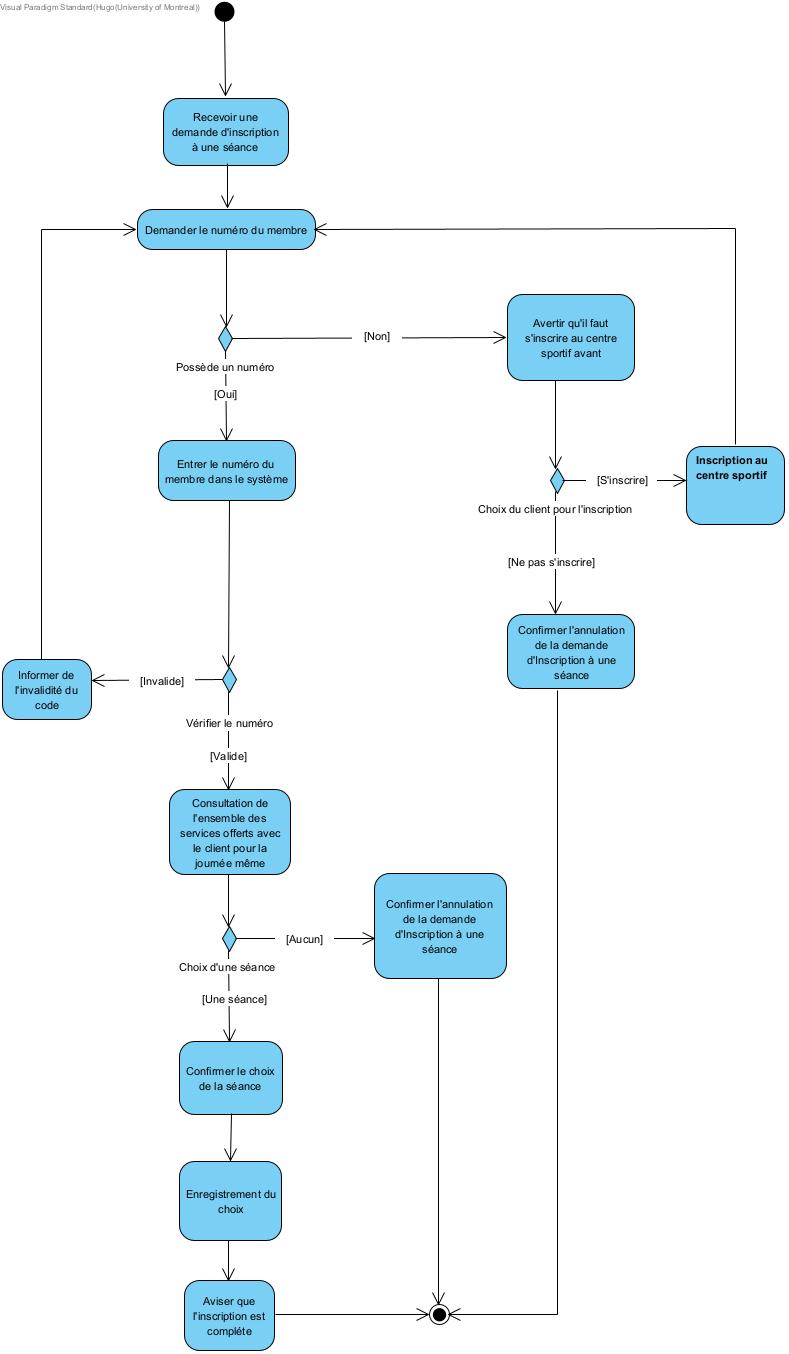 Visual Paradigm Standard(Hugo(University of Montreal))
Recevoir une
demande d'inscription
à une séance
Demander le numéro du membre
[Non]
Avertir qu'il faut
s'inscrire au centre
sportif avant
Possède un numéro
[Oui]
Entrer le numéro du
membre dans le système
[S'inscrire]
Inscription au
centre sportif
Choix du client pour l'inscription
[Ne pas s'inscrire]
Confirmer l'annulation
de la demande
d'Inscription à une
séance
Informer de
l'invalidité du
code
[Invalide]
Vérifier le numéro
[Valide]
Consultation de
l'ensemble des
services offerts avec
le client pour la
journée même
Confirmer l'annulation
de la demande
d'Inscription à une
séance
[Aucun]
Choix d'une séance
[Une séance]
Confirmer le choix
de la séance
Enregistrement du
choix
Aviser que
l'inscription est
compléte